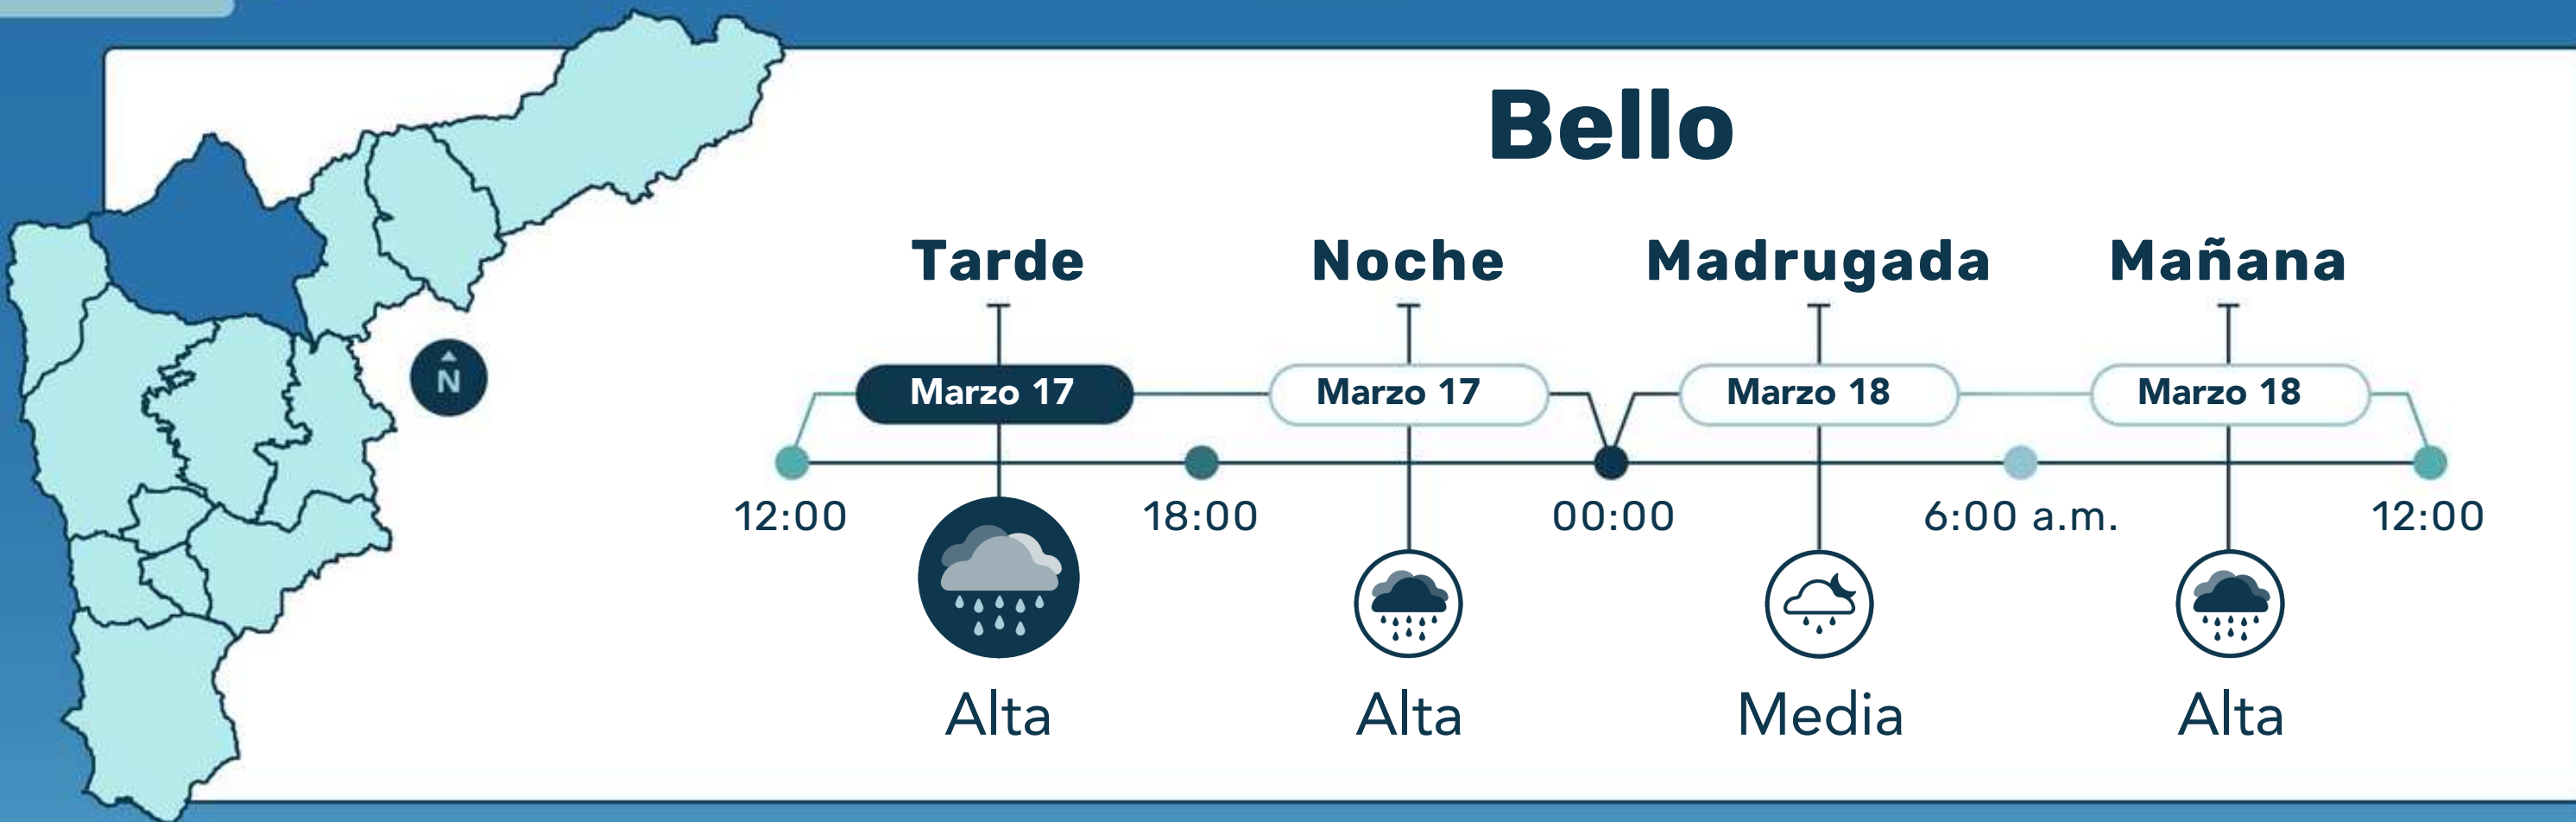 Bello
Tarde Noche Madrugada Mañana
N
Marzo 17 Marzo 17 Marzo 18 Marzo 18
12:00 18:00 00:00 6:00 a.m. 12:00
Alta Alta Media Alta